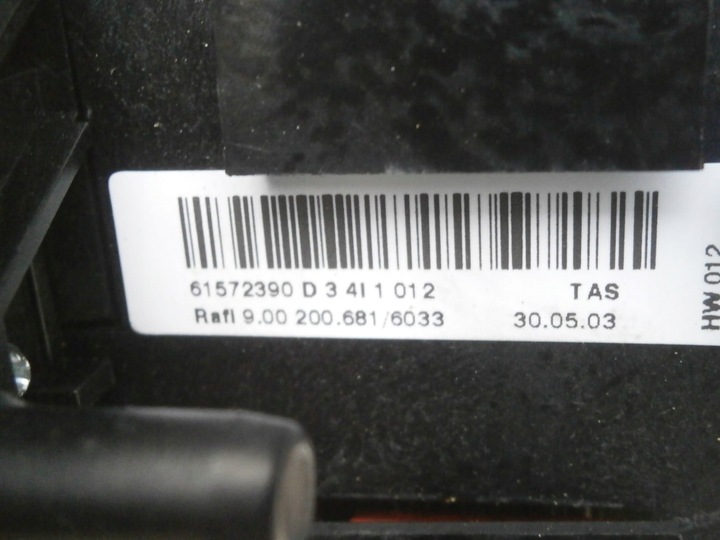 61572390 D 3 4I 1 012 TAS
Rafi 9.00 200.681/6033 30.05.03
HW 012